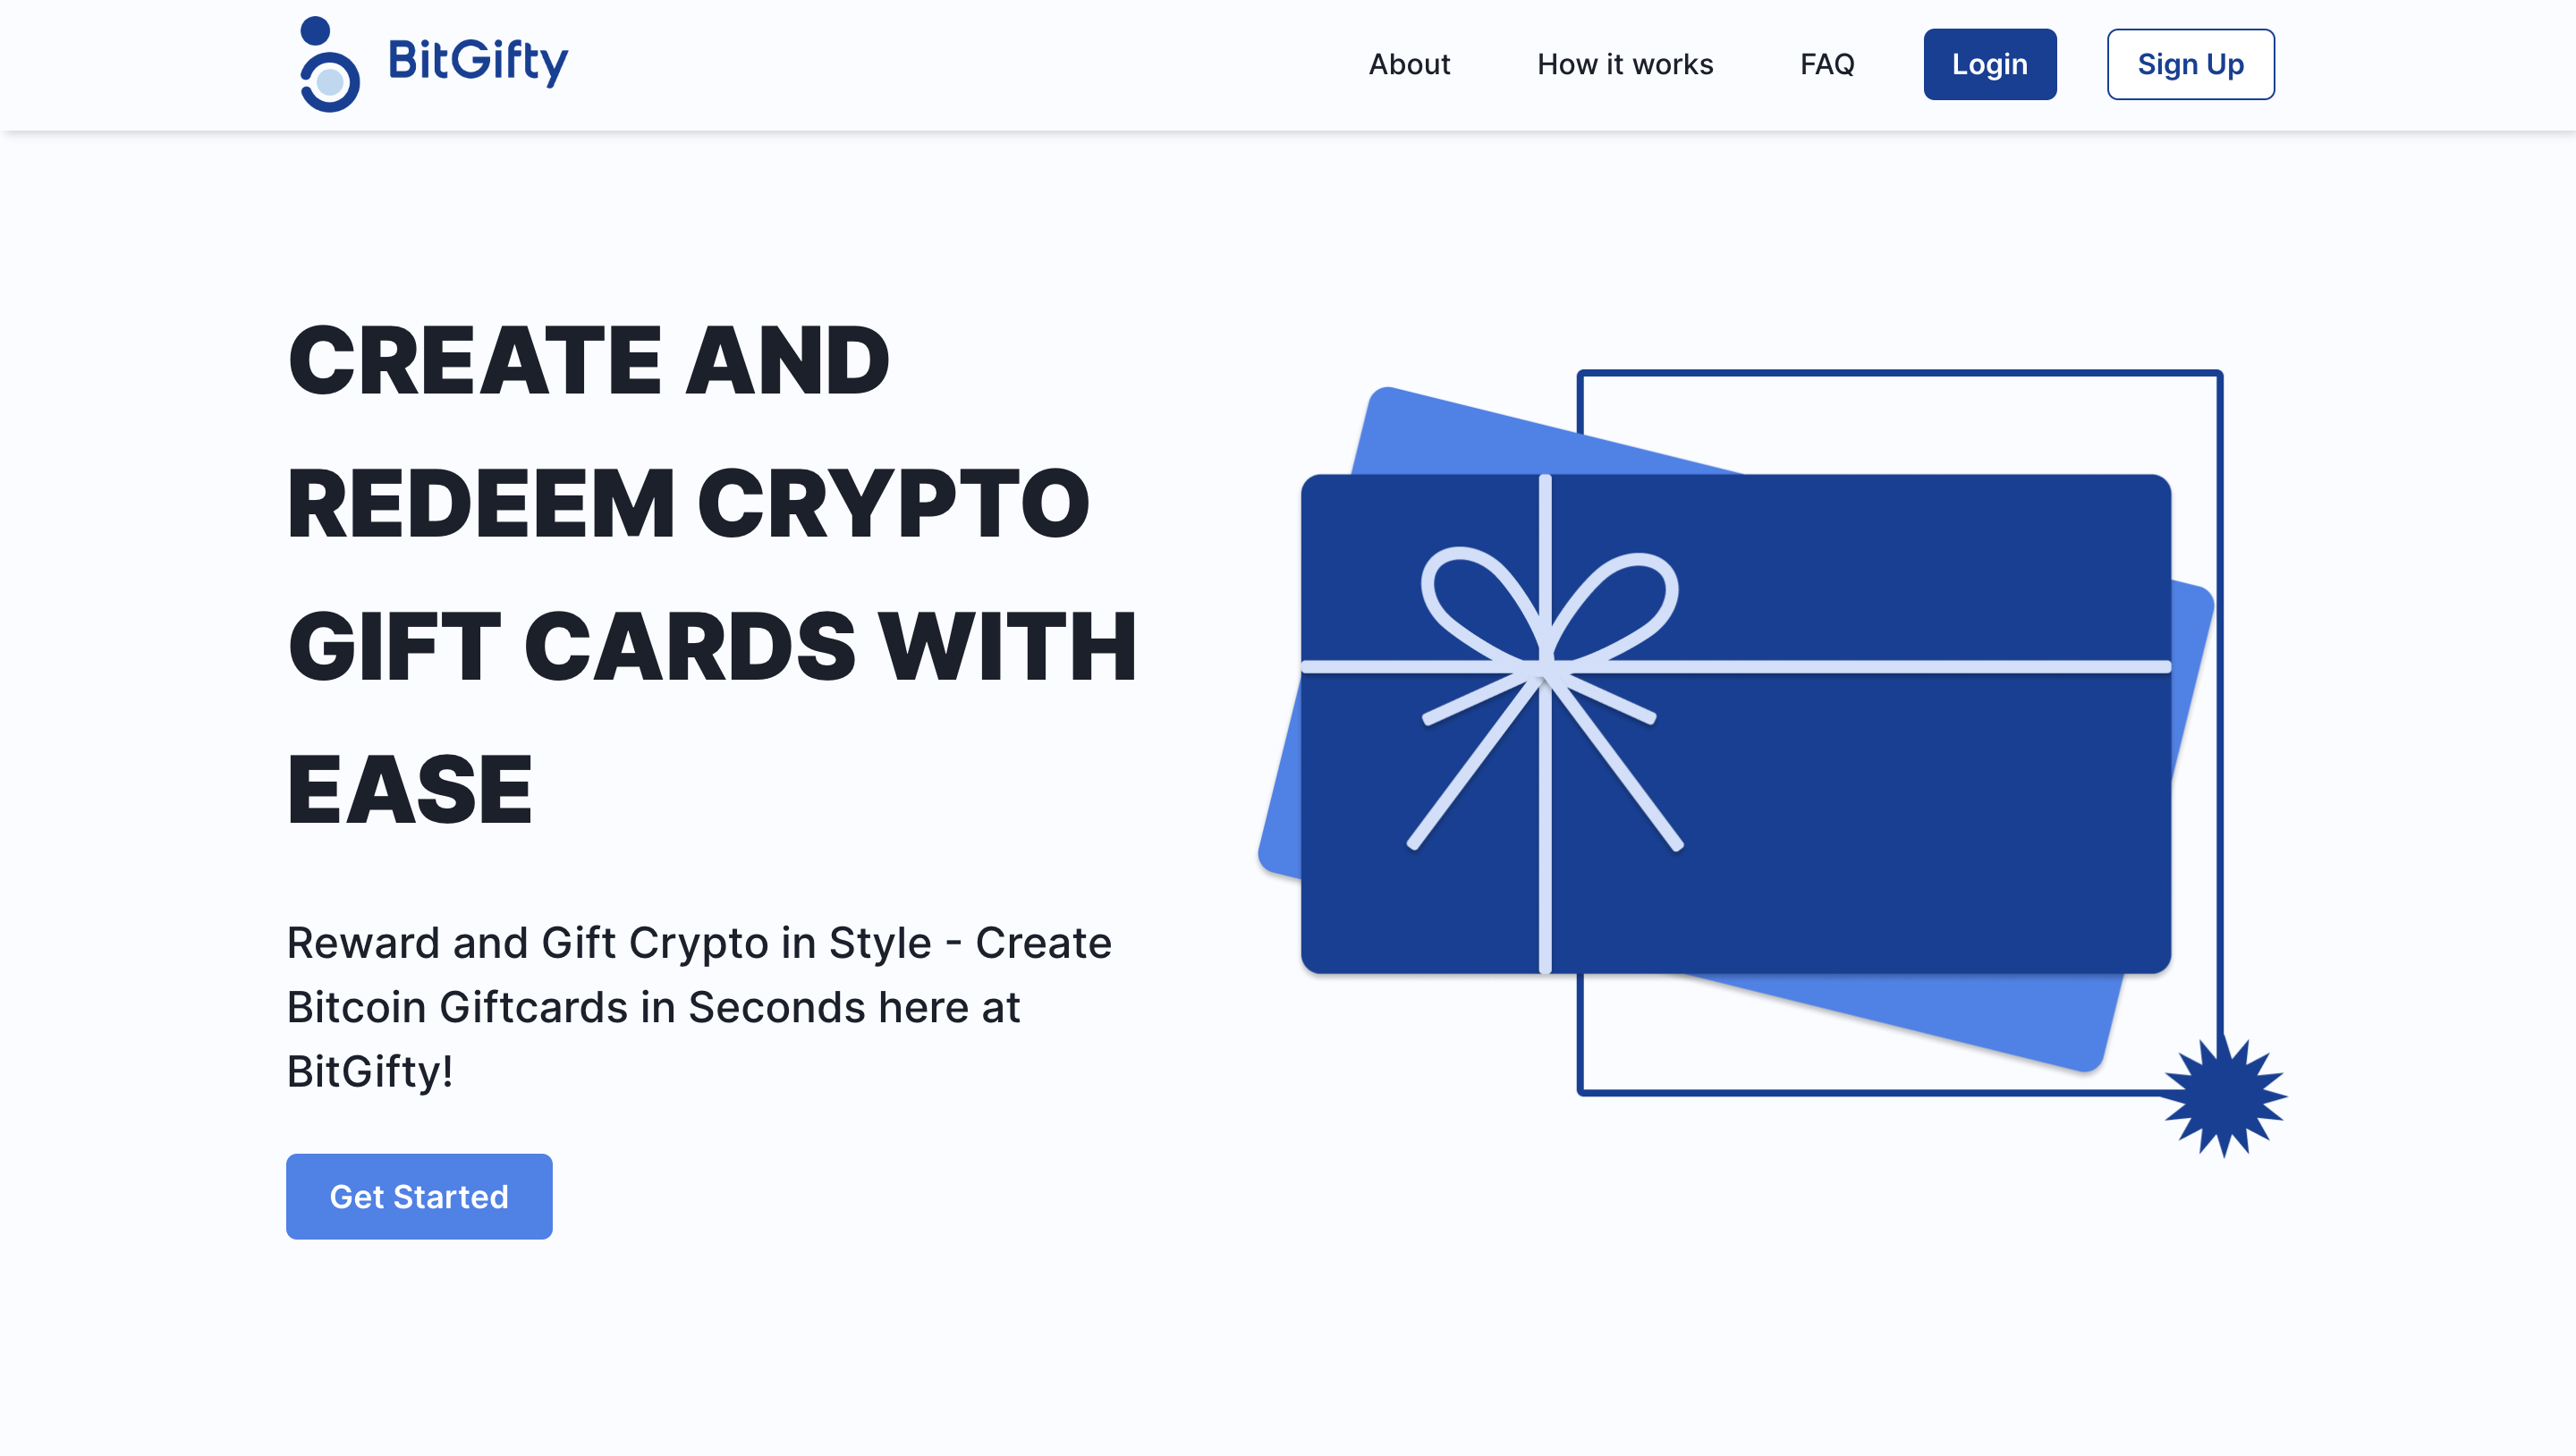 BitGifty
About How it works FAQ Login Sign Up
CREATE AND
REDEEM CRYPTO
GIFT CARDS WITH
EASE
Reward and Gift Crypto in Style - Create
Bitcoin Giftcards in Seconds here at
BitGifty!
Get Started